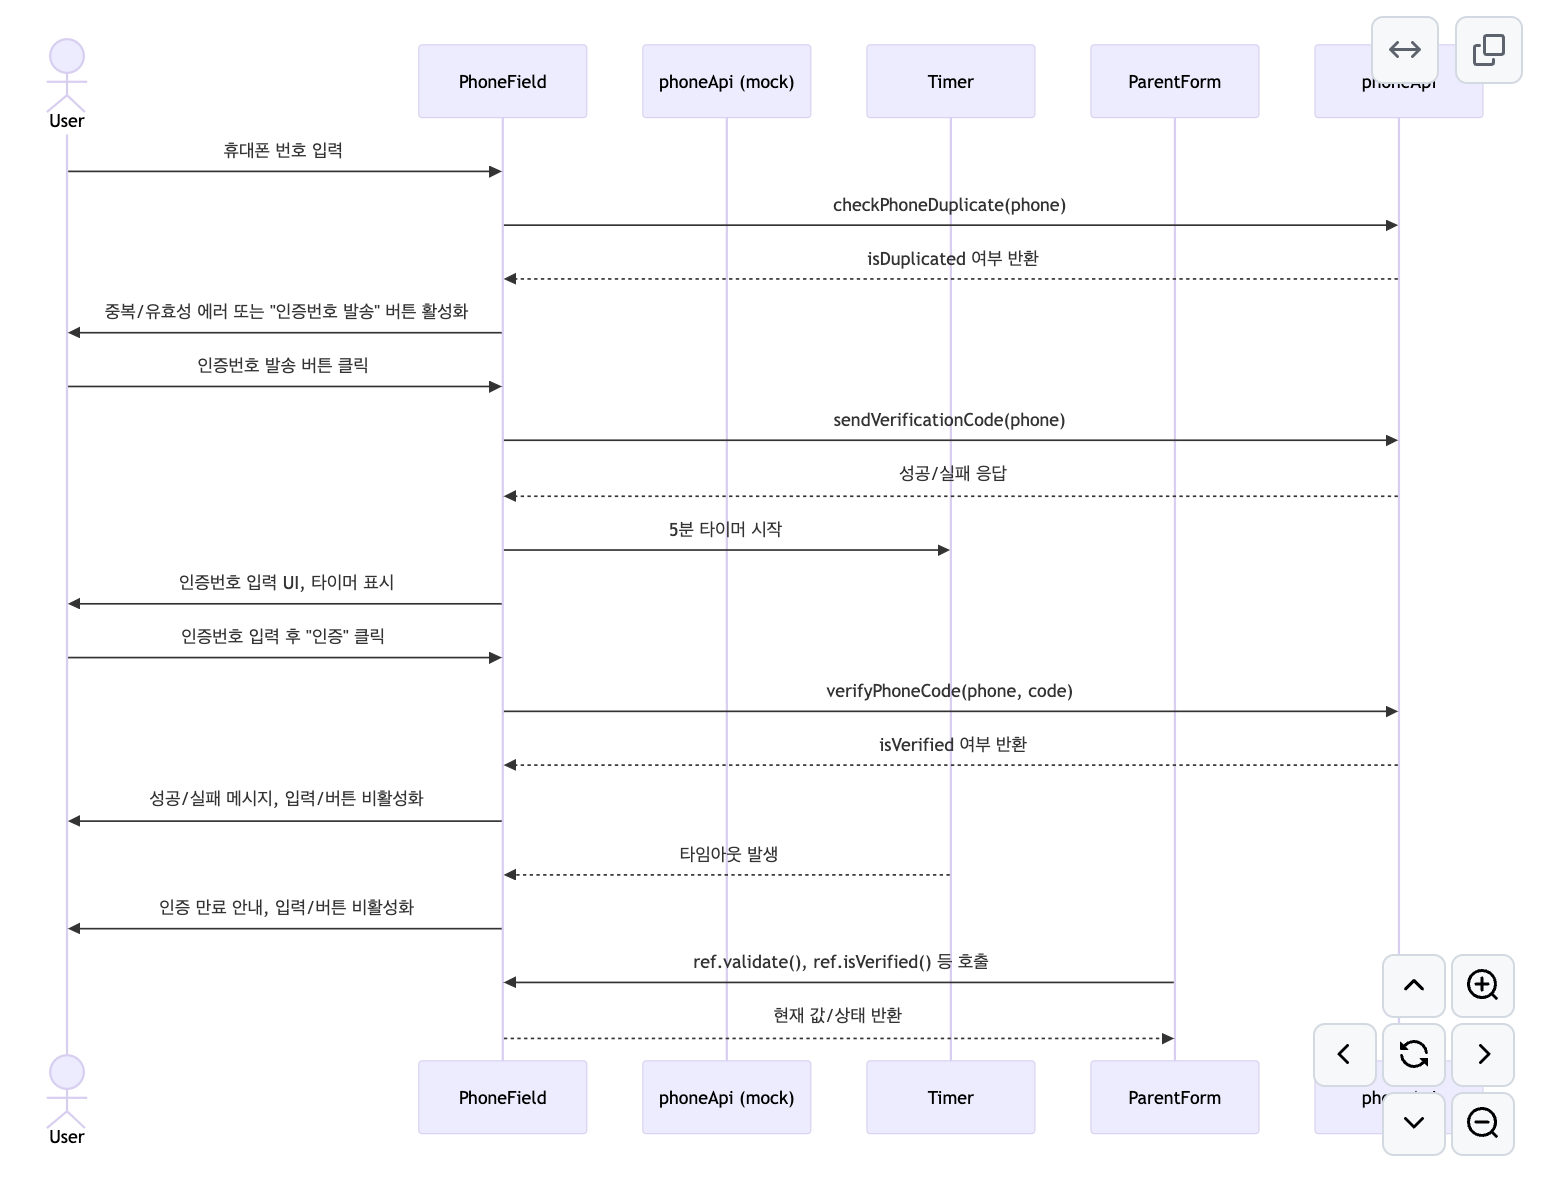 User
PhoneField
phoneApi (mock)
Timer
ParentForm
phoneApi
휴대폰 번호 입력
checkPhoneDuplicate(phone)
isDuplicated 여부 반환
중복/유효성 에러 또는 "인증번호 발송" 버튼 활성화
인증번호 발송 버튼 클릭
sendVerificationCode(phone)
성공/실패 응답
5분 타이머 시작
인증번호 입력 UI, 타이머 표시
인증번호 입력 후 "인증" 클릭
verifyPhoneCode(phone, code)
isVerified 여부 반환
성공/실패 메시지, 입력/버튼 비활성화
타임아웃 발생
인증 만료 안내, 입력/버튼 비활성화
ref.validate(), ref.isVerified() 등 호출
현재 값/상태 반환
User
PhoneField
phoneApi (mock)
Timer
ParentForm